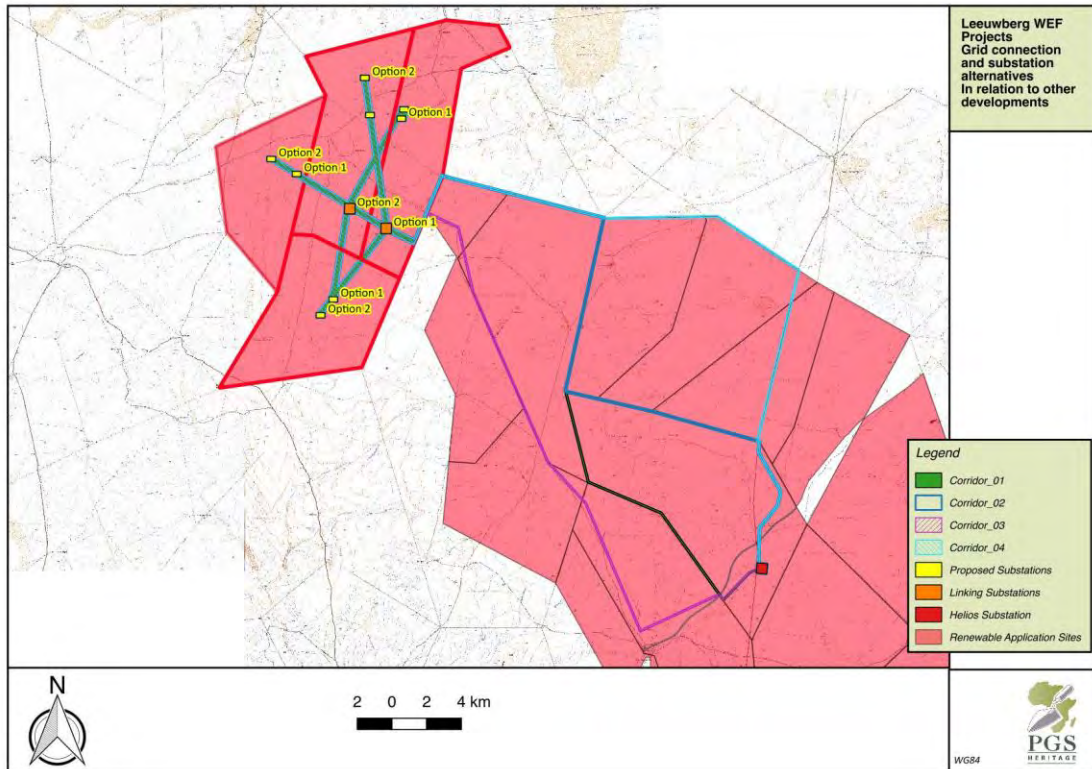 Leeuwberg WEF
Projects
Grid connection
and substation
alternatives
In relation to other
developments
Option 2
Option 1
Option 2
Option 1
Option 2
Option 1
Option 1
Option 2
Legend
Corridor_01
Corridor_02
Corridor_03
Corridor_04
Proposed Substations
Linking Substations
Helios Substation
Renewable Application Sites
N
2 0 2 4 km
WG84
PGS
HERITAGE